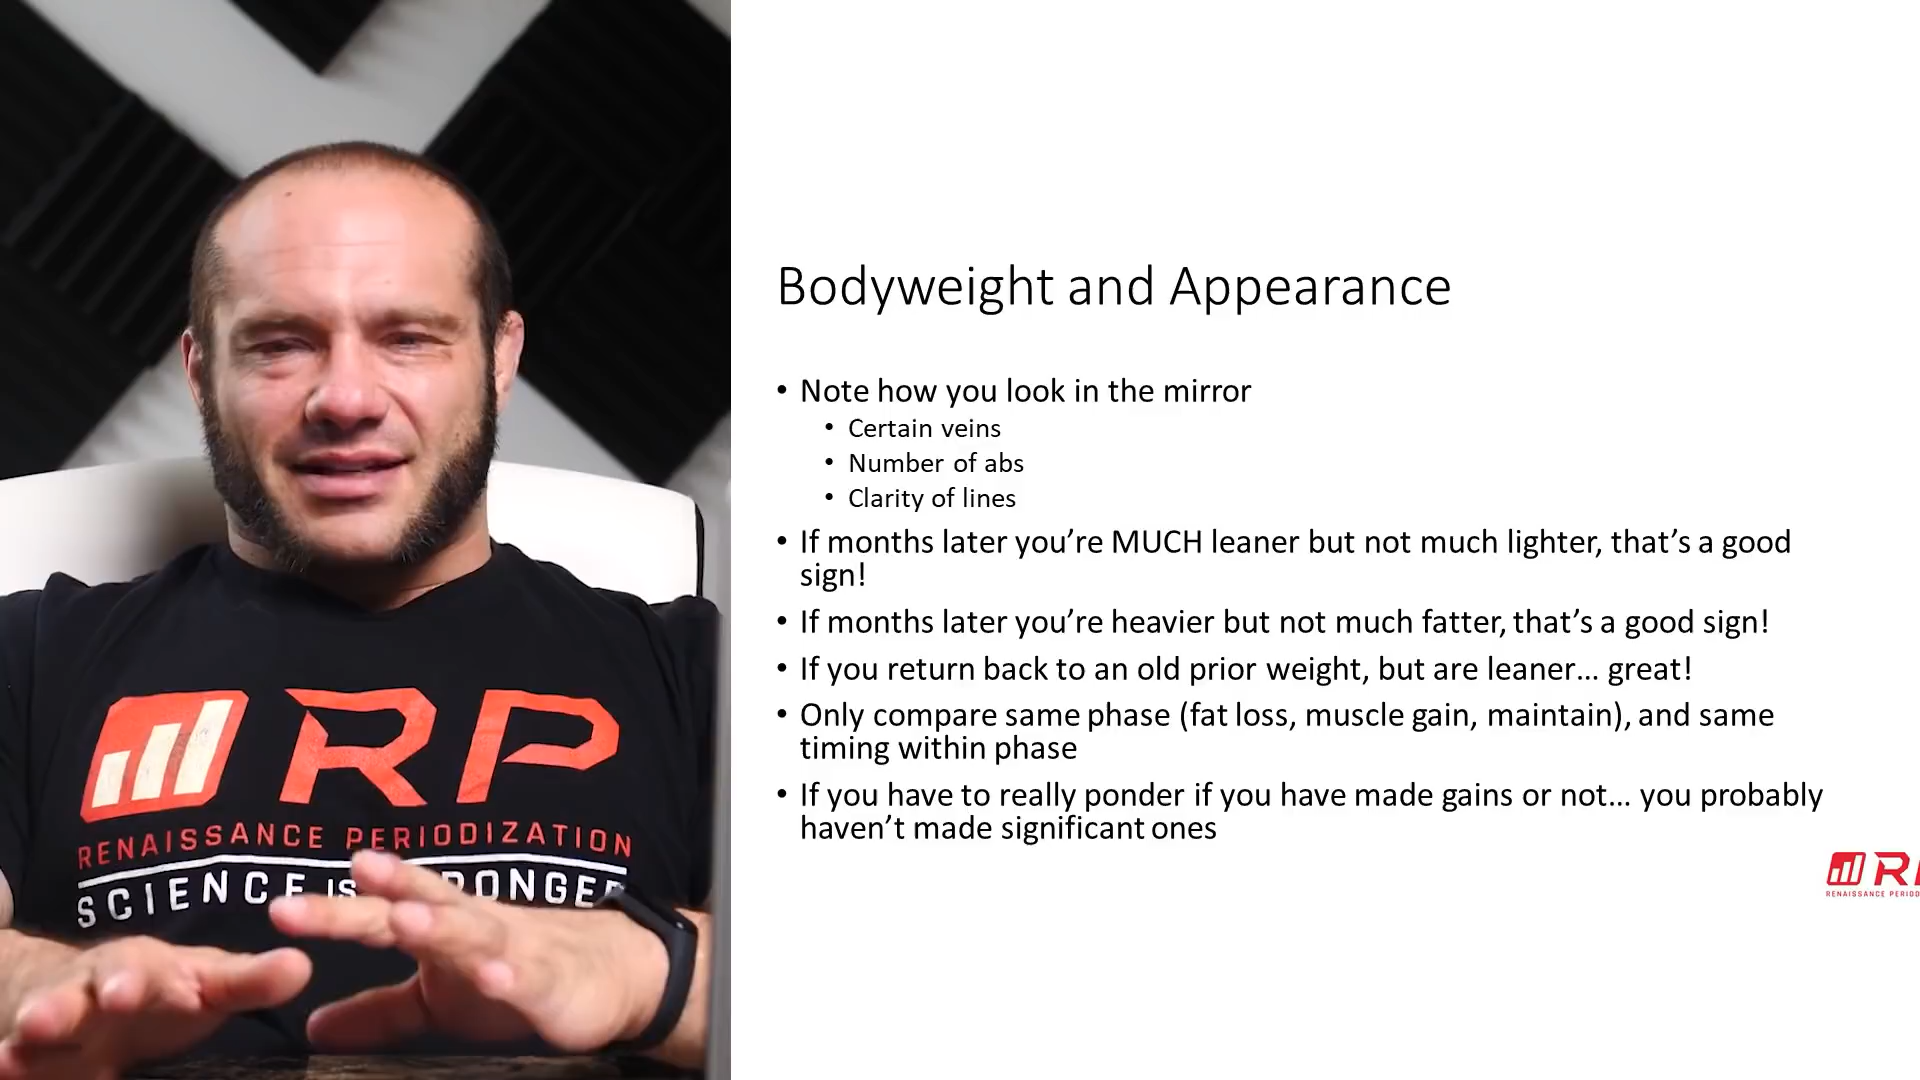 RP
RENAISSANCE PERIODIZATION
SCIENCE IS
Bodyweight and Appearance
• Note how you look in the mirror
• Certain veins
• Number of abs
• Clarity of lines
• If months later you’re MUCH leaner but not much lighter, that’s a good
sign!
• If months later you’re heavier but not much fatter, that’s a good sign!
• If you return back to an old prior weight, but are leaner… great!
• Only compare same phase (fat loss, muscle gain, maintain), and same
timing within phase
• If you have to really ponder if you have made gains or not… you probably
haven’t made significant ones
RENAISSANCE